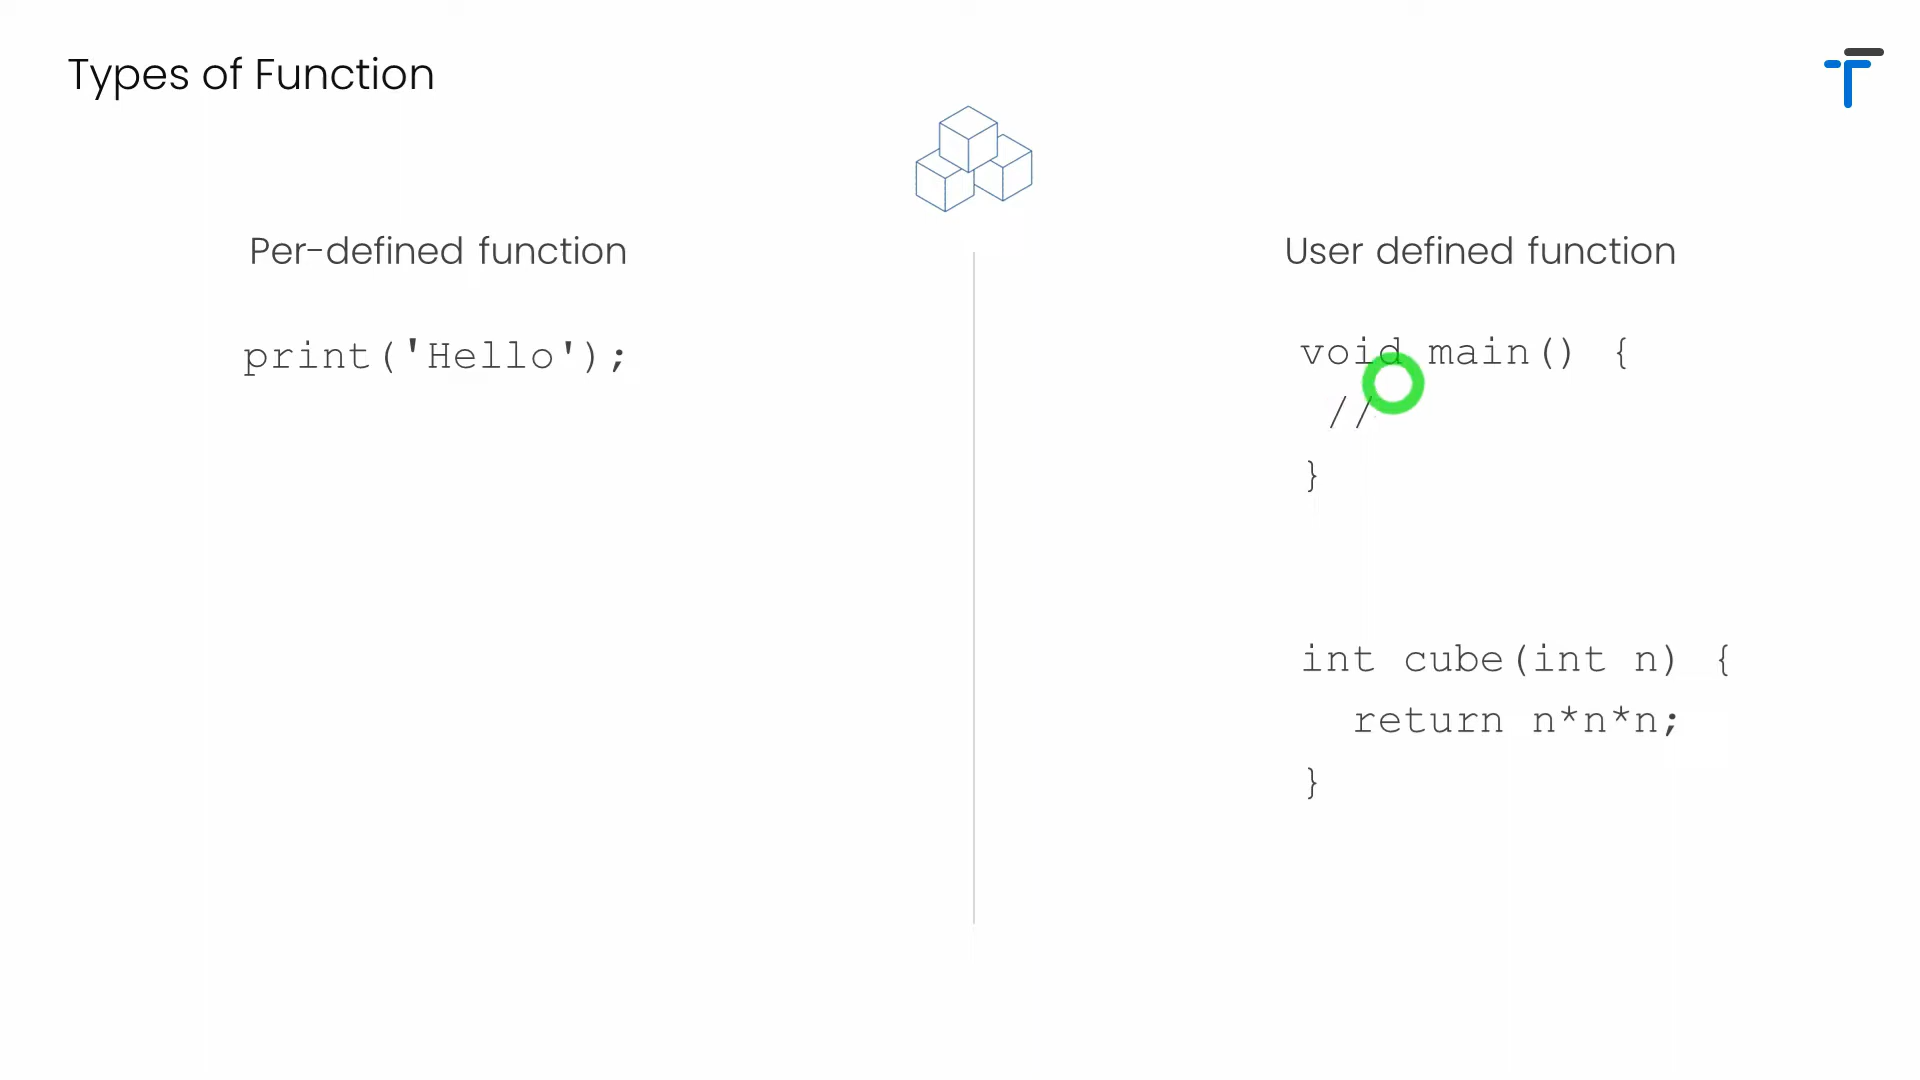 Types of Function
Per-defined function
print('Hello');
User defined function
void main() {
//
}
int cube(int n) {
return n*n*n;
}